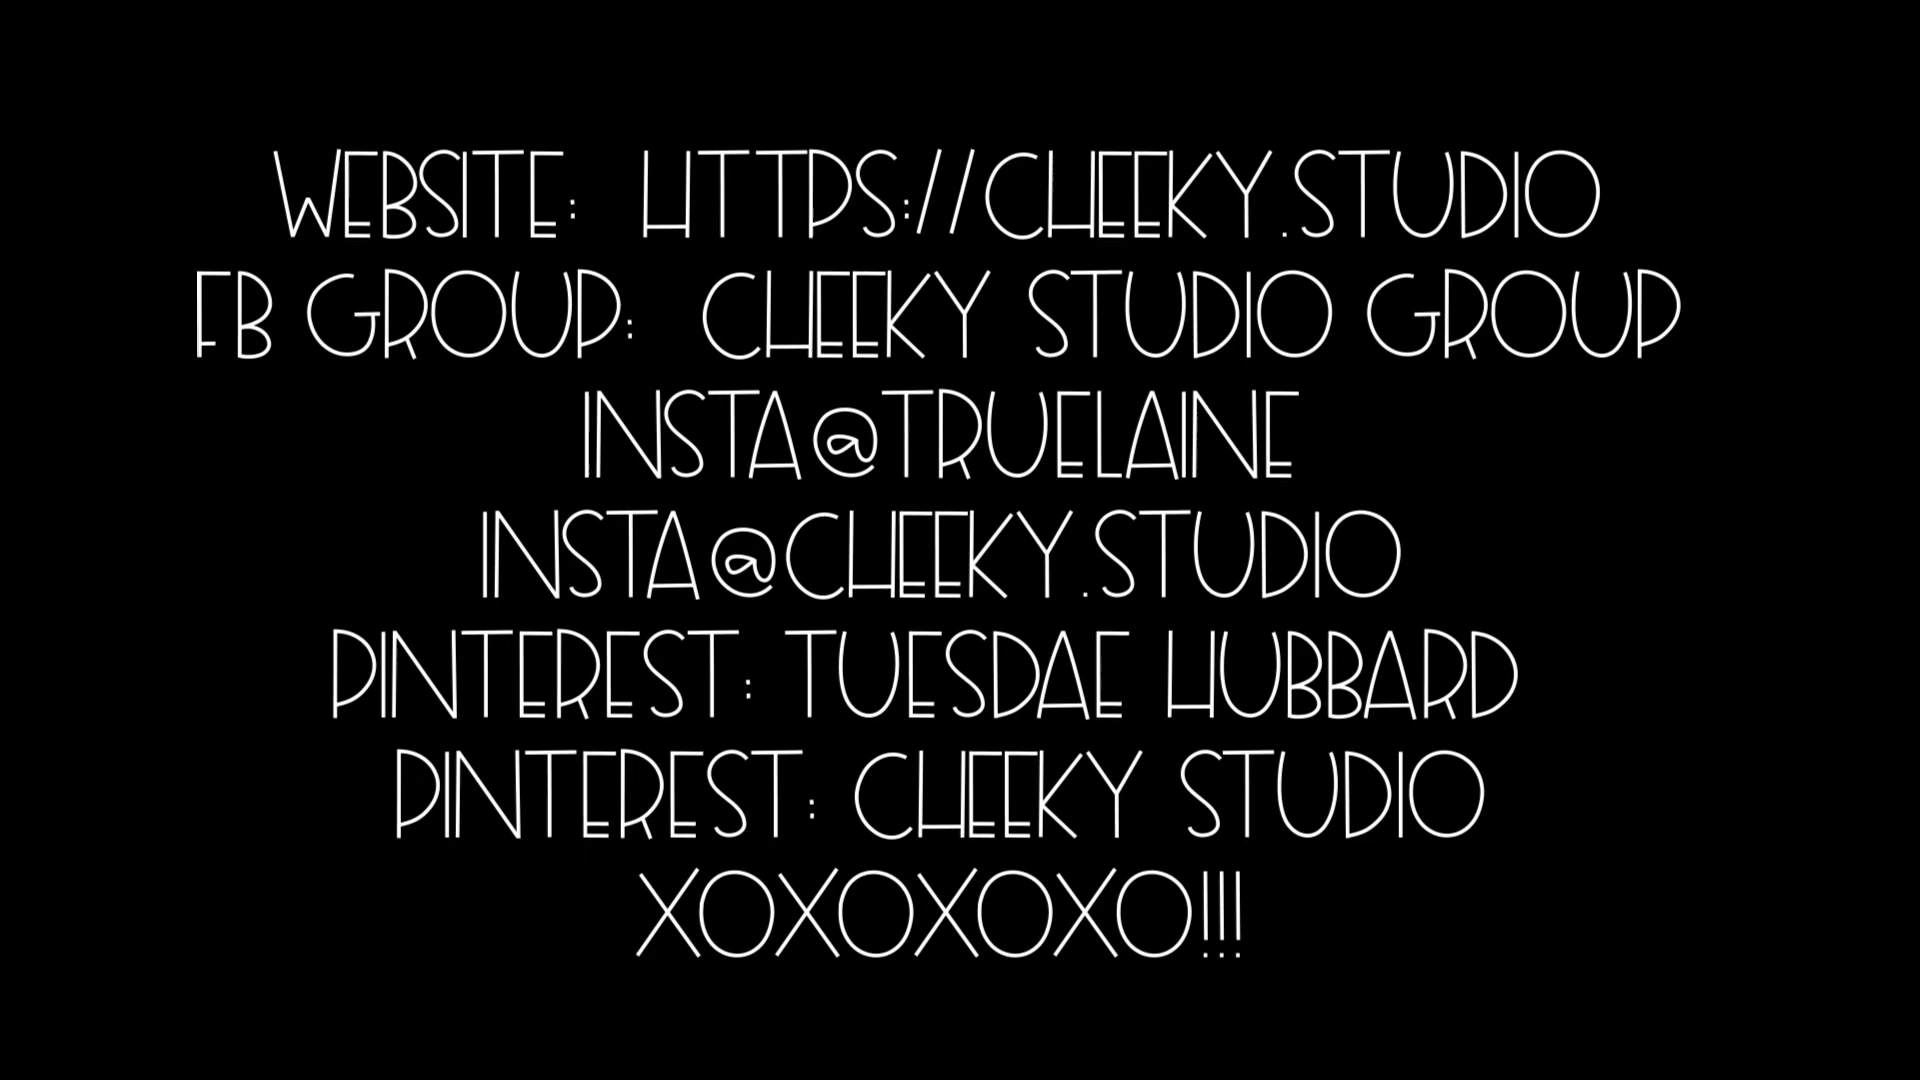 WEBSITE: HTTPS://CHEEKY.STUDIO
FB GROUP: CHEEKY STUDIO GROUP
INSTA@TRUELAINE
INSTA@CHEEKY.STUDIO
PINTEREST: TUESDAE HUBBARD
PINTEREST: CHEEKY STUDIO
XOXOXOXO!!!